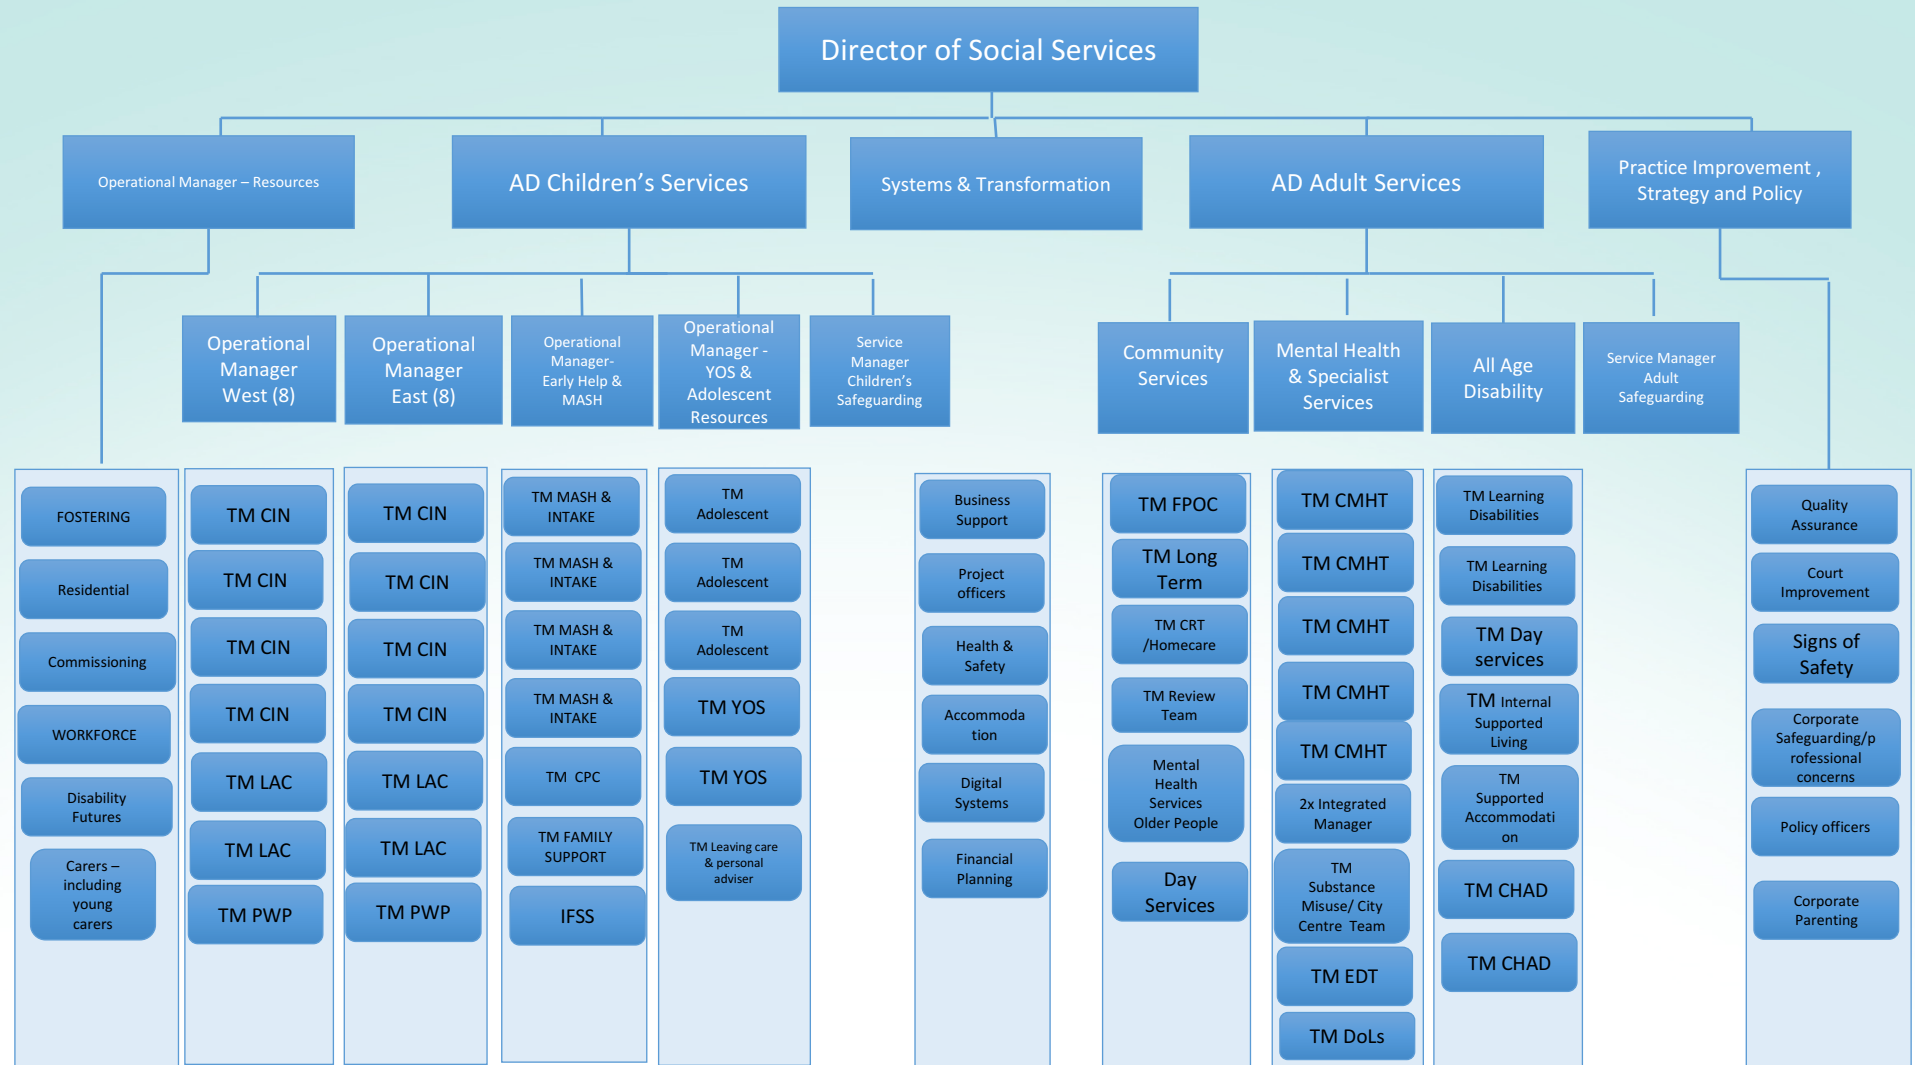 Director of Social Services
Operational Manager – Resources
AD Children’s Services
Systems & Transformation
AD Adult Services
Practice Improvement ,
Strategy and Policy
Operational
Manager
West (8)
Operational
Manager
East (8)
Operational
Manager-
Early Help &
MASH
Operational
Manager -
YOS &
Adolescent
Resources
Service
Manager
Children’s
Safeguarding
Community
Services
Mental Health
& Specialist
Services
All Age
Disability
Service Manager
Adult
Safeguarding
FOSTERING
Residential
Commissioning
WORKFORCE
Disability
Futures
Carers –
including
young
carers
TM CIN
TM CIN
TM CIN
TM CIN
TM LAC
TM LAC
TM PWP
TM CIN
TM CIN
TM CIN
TM CIN
TM LAC
TM LAC
TM PWP
TM MASH &
INTAKE
TM MASH &
INTAKE
TM MASH &
INTAKE
TM MASH &
INTAKE
TM CPC
TM FAMILY
SUPPORT
IFSS
TM
Adolescent
TM
Adolescent
TM
Adolescent
TM YOS
TM YOS
TM Leaving care
& personal
adviser
Business
Support
Project
officers
Health &
Safety
Accommoda
tion
Digital
Systems
Financial
Planning
TM FPOC
TM Long
Term
TM CRT
/Homecare
TM Review
Team
Mental
Health
Services
Older People
Day
Services
TM CMHT
TM CMHT
TM CMHT
TM CMHT
TM CMHT
2x Integrated
Manager
TM
Substance
Misuse/ City
Centre Team
TM EDT
TM DoLs
TM Learning
Disabilities
TM Learning
Disabilities
TM Day
services
TM Internal
Supported
Living
TM
Supported
Accommodati
on
TM CHAD
TM CHAD
Quality
Assurance
Court
Improvement
Signs of
Safety
Corporate
Safeguarding/p
rofessional
concerns
Policy officers
Corporate
Parenting